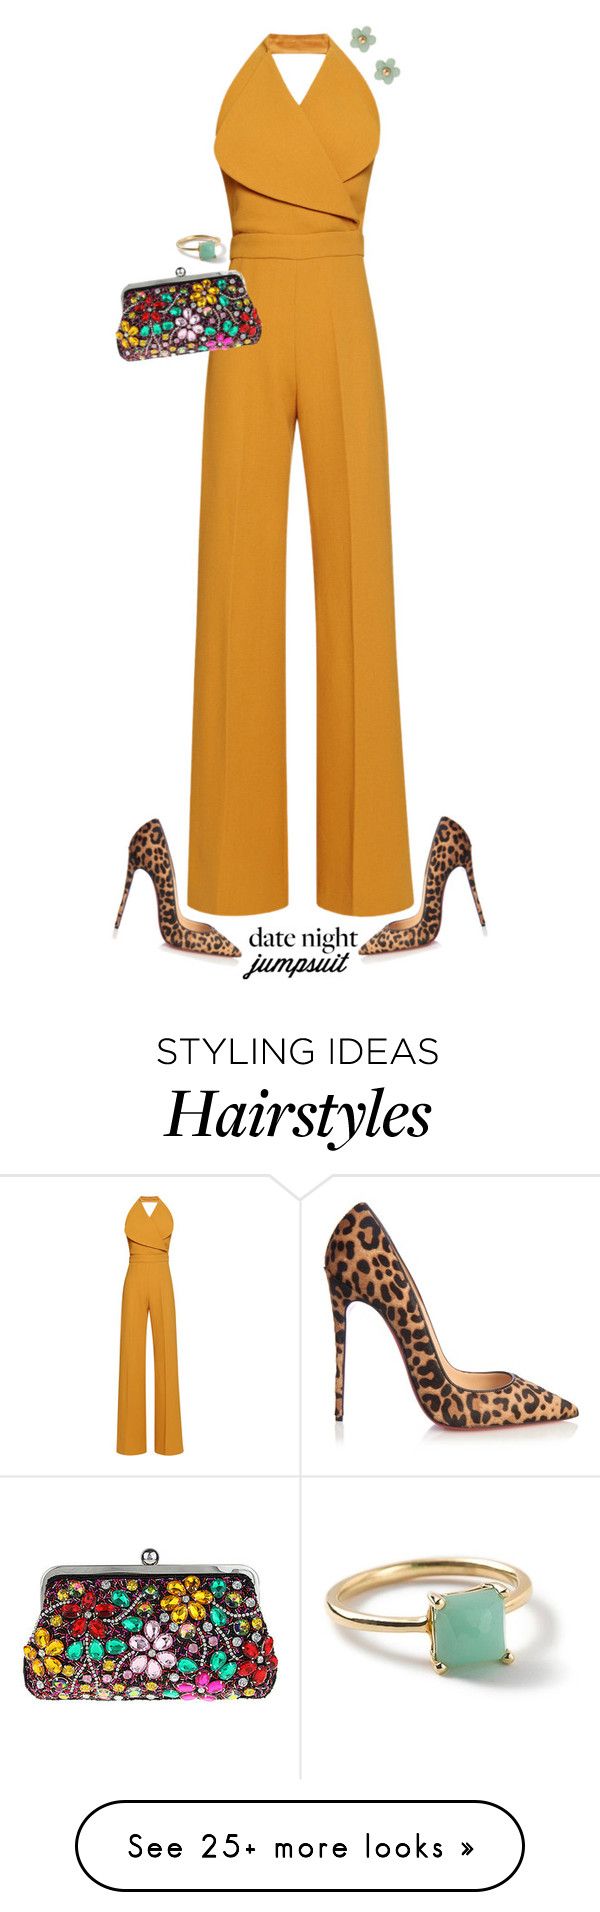 date night
jumpsuit
STYLING IDEAS
Hairstyles
See 25+ more looks »